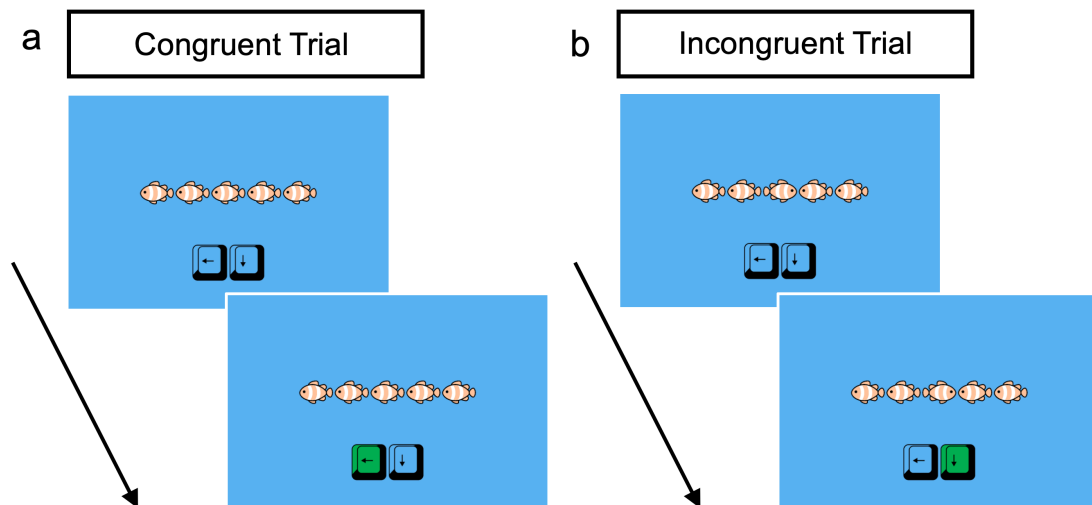 a
Congruent Trial
b
Incongruent Trial
← ↓
← ↓
← ↓
← ↓